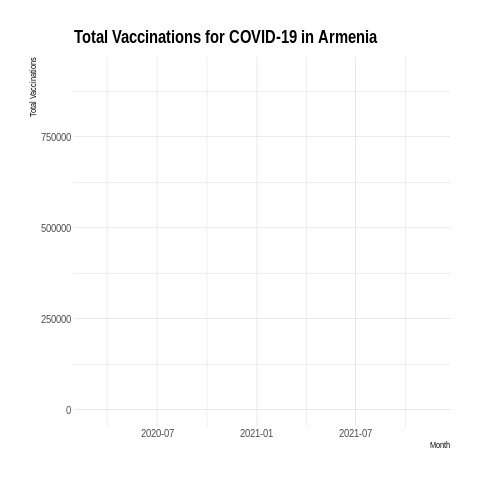 Total Vaccinations for COVID-19 in Armenia
Total Vaccinations
750000
500000
250000
0
2020-07 2021-01 2021-07
Month